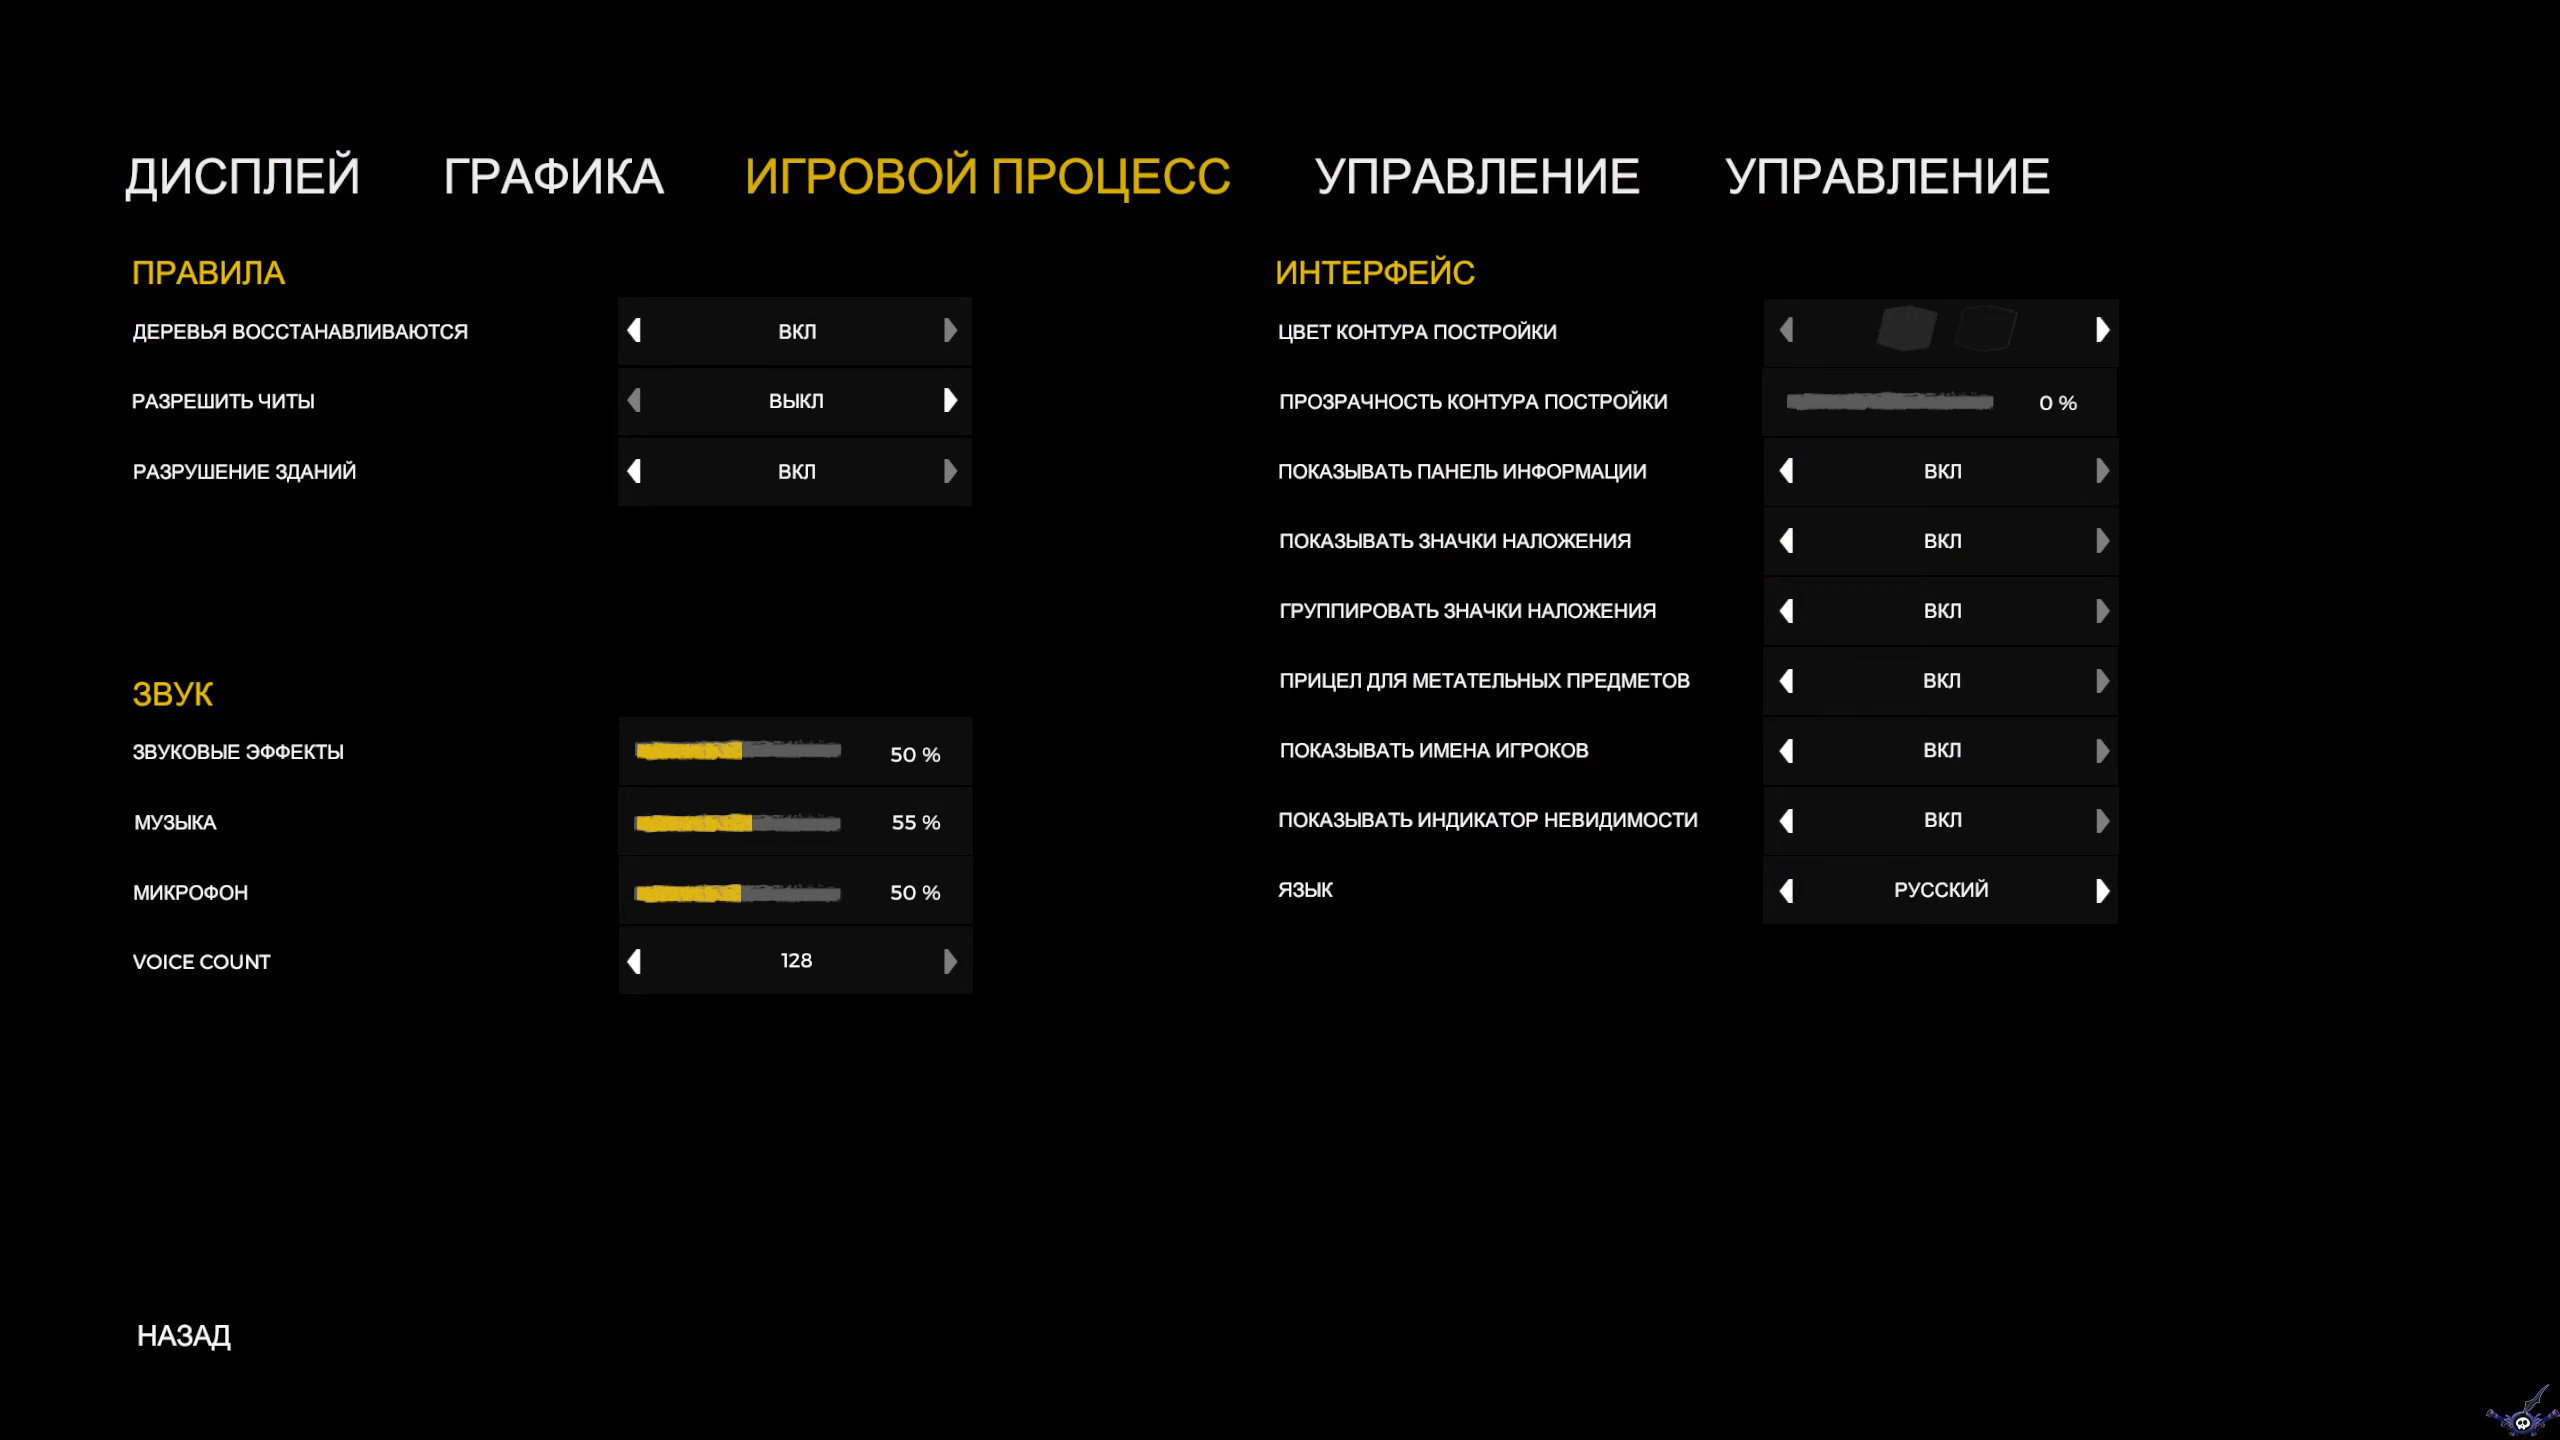 ДИСПЛЕЙ ГРАФИКА ИГРОВОЙ ПРОЦЕСС УПРАВЛЕНИЕ УПРАВЛЕНИЕ
ПРАВИЛА
ДЕРЕВЬЯ ВОССТАНАВЛИВАЮТСЯ ВКЛ
РАЗРЕШИТЬ ЧИТЫ ВЫКЛ
РАЗРУШЕНИЕ ЗДАНИЙ ВКЛ
ЗВУК
ЗВУКОВЫЕ ЭФФЕКТЫ 50 %
МУЗЫКА 55 %
МИКРОФОН 50 %
VOICE COUNT 128
ИНТЕРФЕЙС
ЦВЕТ КОНТУРА ПОСТРОЙКИ
ПРОЗРАЧНОСТЬ КОНТУРА ПОСТРОЙКИ 0 %
ПОКАЗЫВАТЬ ПАНЕЛЬ ИНФОРМАЦИИ ВКЛ
ПОКАЗЫВАТЬ ЗНАЧКИ НАЛОЖЕНИЯ ВКЛ
ГРУППИРОВАТЬ ЗНАЧКИ НАЛОЖЕНИЯ ВКЛ
ПРИЦЕЛ ДЛЯ МЕТАТЕЛЬНЫХ ПРЕДМЕТОВ ВКЛ
ПОКАЗЫВАТЬ ИМЕНА ИГРОКОВ ВКЛ
ПОКАЗЫВАТЬ ИНДИКАТОР НЕВИДИМОСТИ ВКЛ
ЯЗЫК РУССКИЙ
НАЗАД